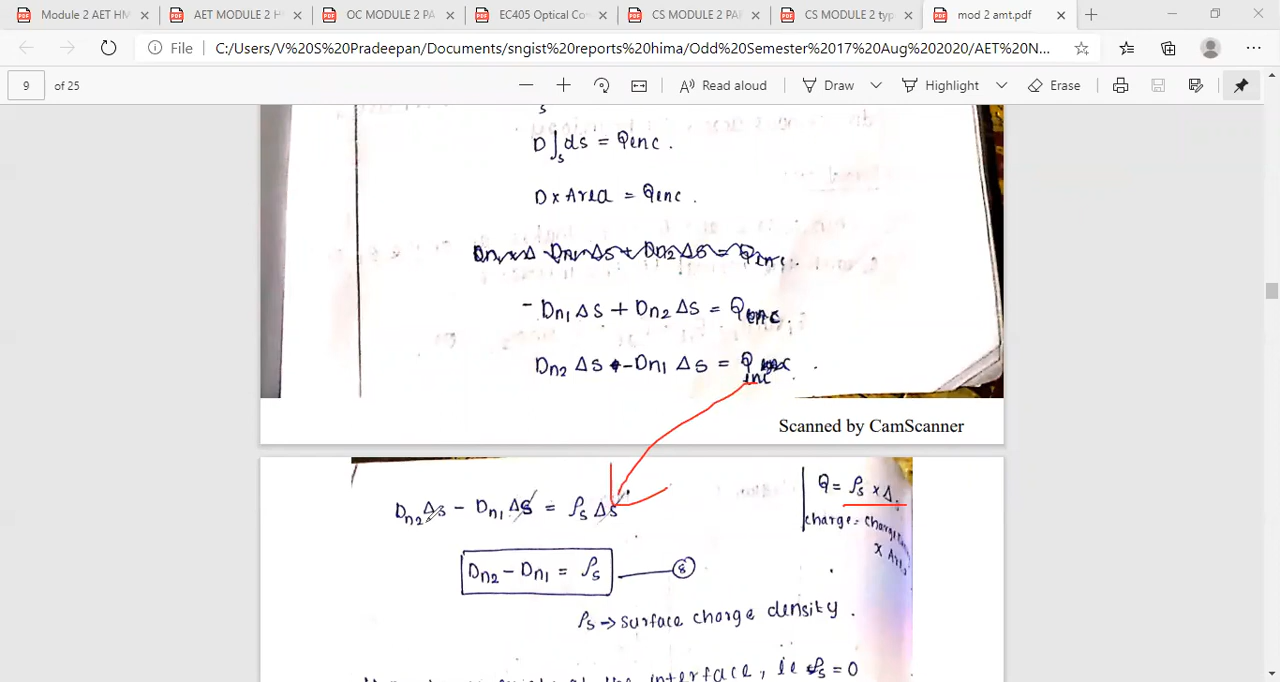 Module 2 AET HM
AET MODULE 2 H
OC MODULE 2 PA
EC405 Optical Co
CS MODULE 2 PA
CS MODULE 2 typ
mod 2 amt.pdf
File
C:/Users/V%20S%20Pradeepan/Documents/sngist%20reports%20hima/Odd%20Semester%2017%20Aug%202020/AET%20N...
9 of 25
Read aloud
Draw
Highlight
Erase
S
D∫s ds = Qenc.
D x Area = Qenc.
-Dn1 ΔS + Dn2 ΔS = Qenc.
Dn2 ΔS - Dn1 ΔS = Qinc.
Scanned by CamScanner
Dn2 ΔS - Dn1 ΔS = ρs ΔS
Q = ρs x Δ
charge = charge
x Are
Dn2 - Dn1 = ρs ⑧
ρs → surface charge density.
the interface, ie ρs = 0